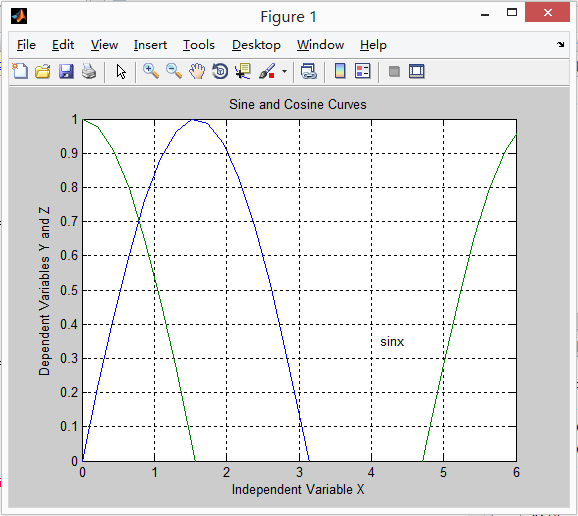 Figure 1
File Edit View Insert Tools Desktop Window Help
Sine and Cosine Curves
1
0.9
0.8
0.7
0.6
0.5
0.4
0.3
0.2
0.1
0
Dependent Variables Y and Z
sinx
0 1 2 3 4 5 6
Independent Variable X